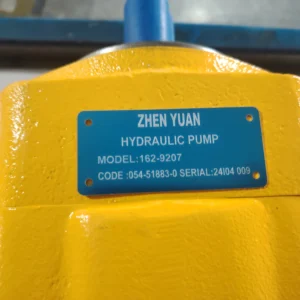 ZHEN YUAN
HYDRAULIC PUMP
MODEL:162-9207
CODE :054-51883-0 SERIAL:24I04 009